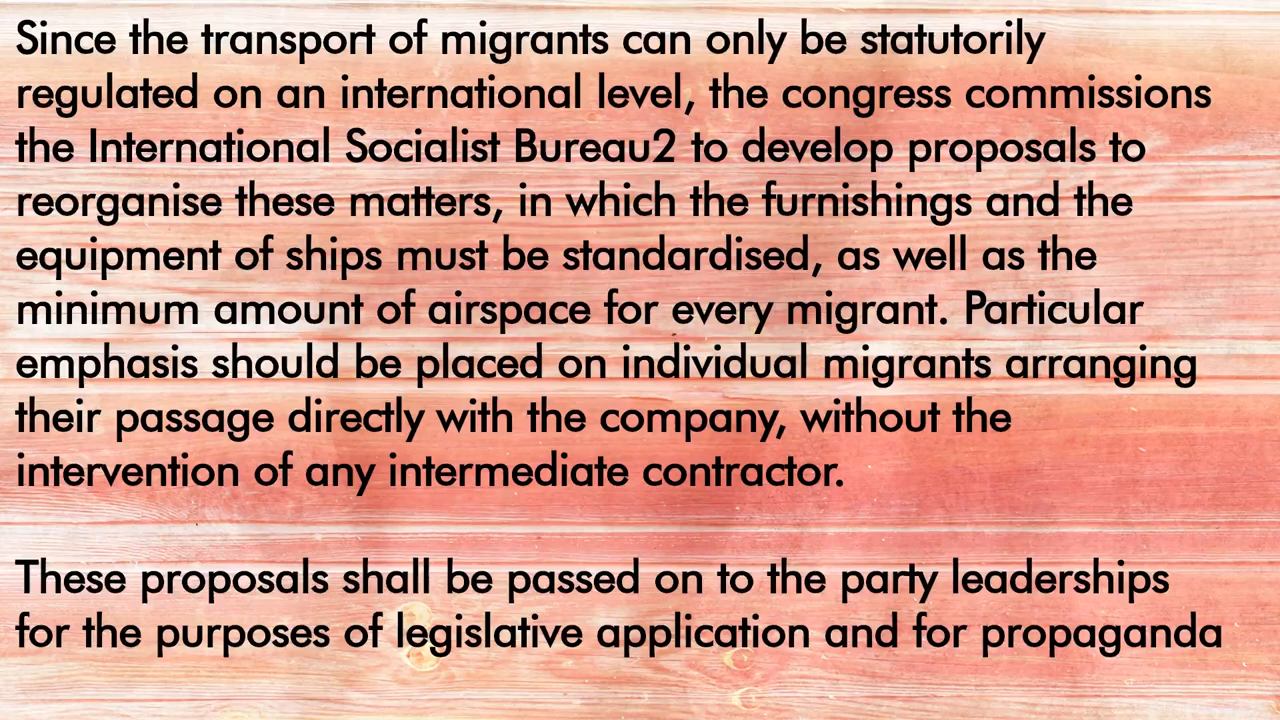 Since the transport of migrants can only be statutorily
regulated on an international level, the congress commissions
the International Socialist Bureau2 to develop proposals to
reorganise these matters, in which the furnishings and the
equipment of ships must be standardised, as well as the
minimum amount of airspace for every migrant. Particular
emphasis should be placed on individual migrants arranging
their passage directly with the company, without the
intervention of any intermediate contractor.

These proposals shall be passed on to the party leaderships
for the purposes of legislative application and for propaganda